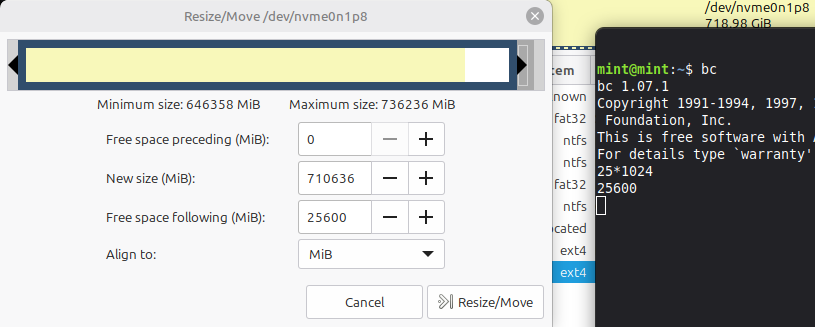 Resize/Move /dev/nvme0n1p8
Minimum size: 646358 MiB Maximum size: 736236 MiB
Free space preceding (MiB): 0
New size (MiB): 710636
Free space following (MiB): 25600
Align to: MiB
Cancel Resize/Move
/dev/nvme0n1p8
718.98 GiB
tem
nown
fat32
ntfs
ntfs
fat32
ntfs
ocated
ext4
ext4
mint@mint:~$ bc
bc 1.07.1
Copyright 1991-1994, 1997,
Foundation, Inc.
This is free software with
For details type `warranty'
25*1024
25600